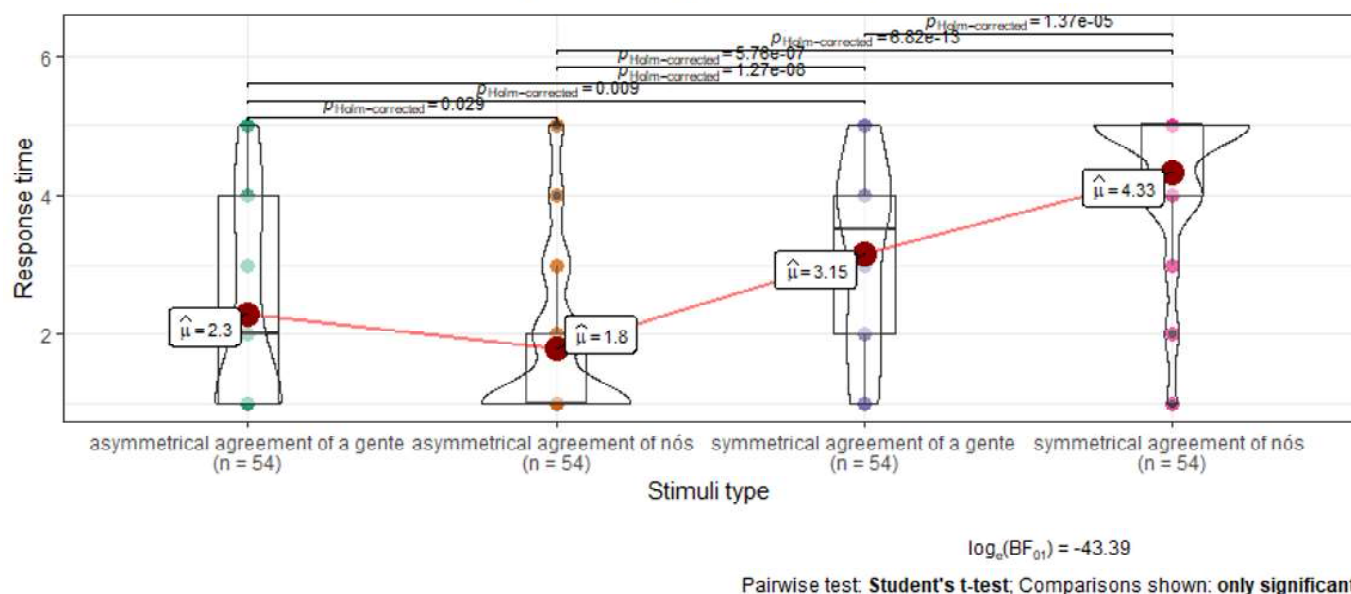 pHolm−corrected = 1.37e-05
pHolm−corrected = 6.82e-13
pHolm−corrected = 5.76e-07
pHolm−corrected = 1.27e-08
pHolm−corrected = 0.009
pHolm−corrected = 0.029
6
4
2
Response time
μ̂ = 2.3
μ̂ = 1.8
μ̂ = 3.15
μ̂ = 4.33
asymmetrical agreement of a gente
(n = 54)
asymmetrical agreement of nós
(n = 54)
symmetrical agreement of a gente
(n = 54)
symmetrical agreement of nós
(n = 54)
Stimuli type
loge(BF01) = -43.39
Pairwise test: Student's t-test; Comparisons shown: only significant